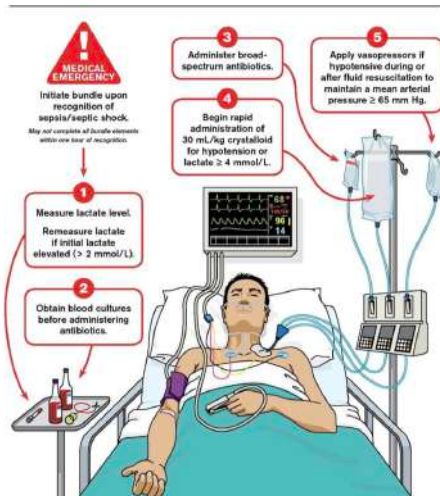 MEDICAL
EMERGENCY
Initiate bundle upon
recognition of
sepsis/septic shock.
May not complete all bundle elements
within one hour of recognition.
1
Measure lactate level.
Remeasure lactate
if initial lactate
elevated (> 2 mmol/L).
2
Obtain blood cultures
before administering
antibiotics.
3
Administer broad-
spectrum antibiotics.
4
Begin rapid
administration of
30 mL/kg crystalloid
for hypotension or
lactate ≥ 4 mmol/L.
5
Apply vasopressors if
hypotensive during or
after fluid resuscitation to
maintain a mean arterial
pressure ≥ 65 mm Hg.
68
96
14